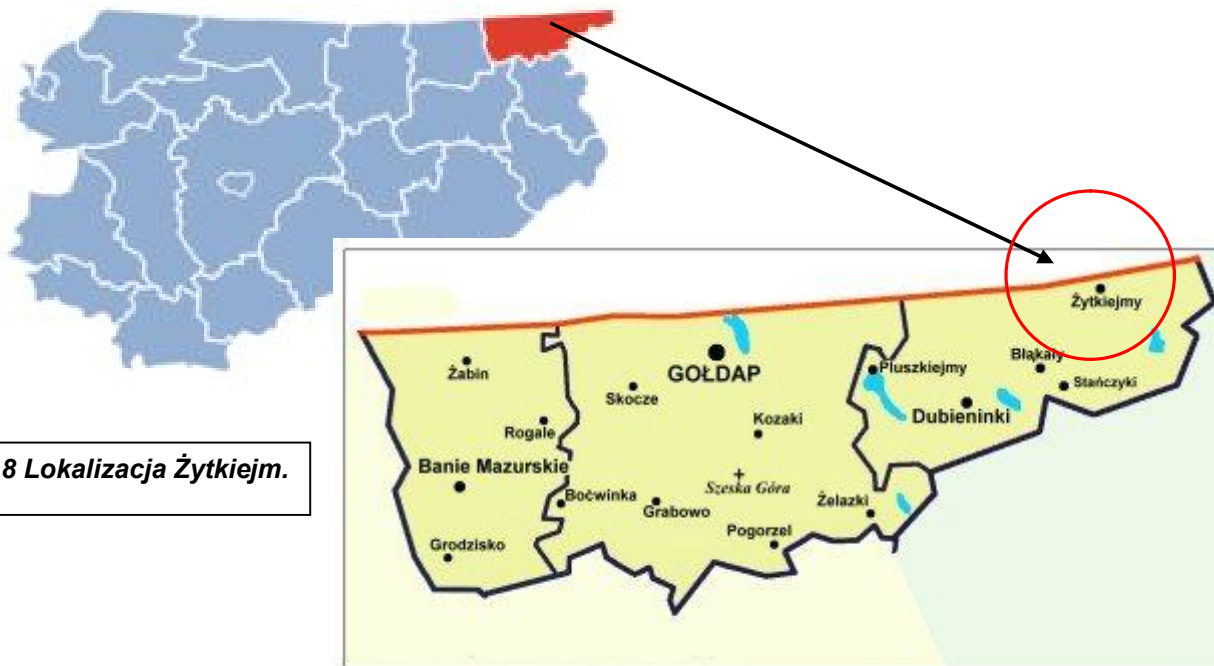 Żytkiejmy
Żabin
GOŁDAP
Błąkały
Pluszkiejmy
Stańczyki
Skocze
Dubieninki
Rogale
Kozaki
8 Lokalizacja Żytkiejm.
Banie Mazurskie
Szeska Góra
Boćwinka
Grabowo
Żelazki
Pogorzel
Grodzisko